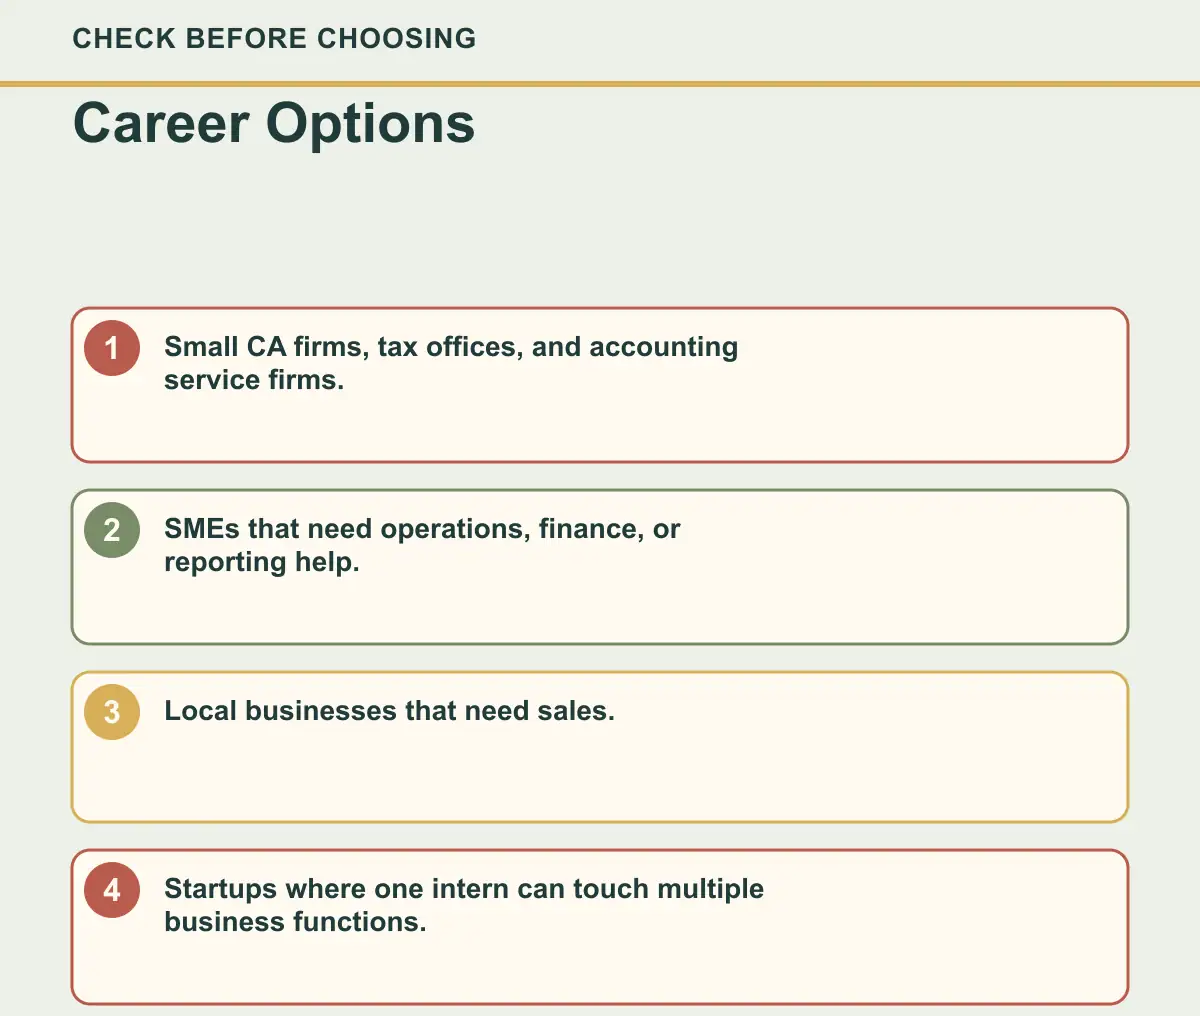 CHECK BEFORE CHOOSING
Career Options
1
Small CA firms, tax offices, and accounting
service firms.
2
SMEs that need operations, finance, or
reporting help.
3
Local businesses that need sales.
4
Startups where one intern can touch multiple
business functions.